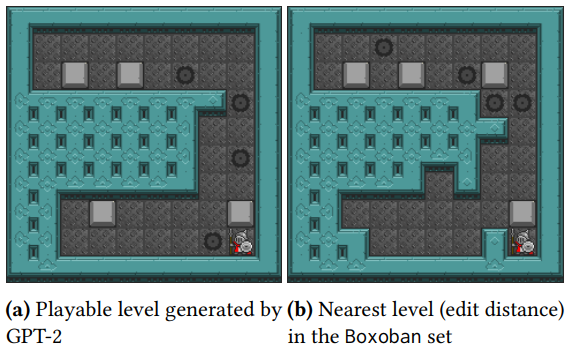 (a) Playable level generated by
GPT-2
(b) Nearest level (edit distance)
in the Boxoban set